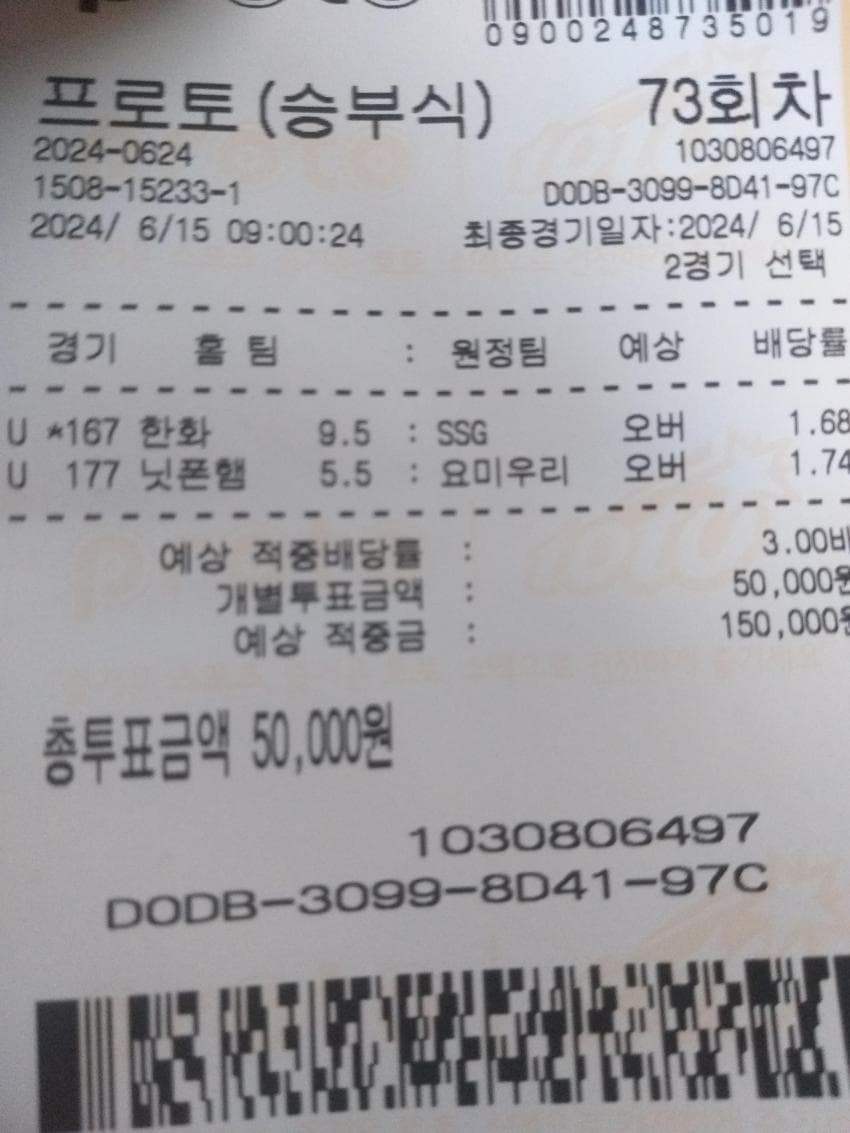 0900248735019
프로토(승부식) 73회차
2024-0624 1030806497
1508-15233-1 D0DB-3099-8D41-97C
2024/ 6/15 09:00:24 최종경기일자:2024/ 6/15
2경기 선택
경기 홈 팀 : 원정팀 예상 배당률
U *167 한화 9.5 : SSG 오버 1.68
U 177 닛폰햄 5.5 : 요미우리 오버 1.74
예상 적중배당률 : 3.00배
개별투표금액 : 50,000원
예상 적중금 : 150,000원
총투표금액 50,000원
1030806497
D0DB-3099-8D41-97C